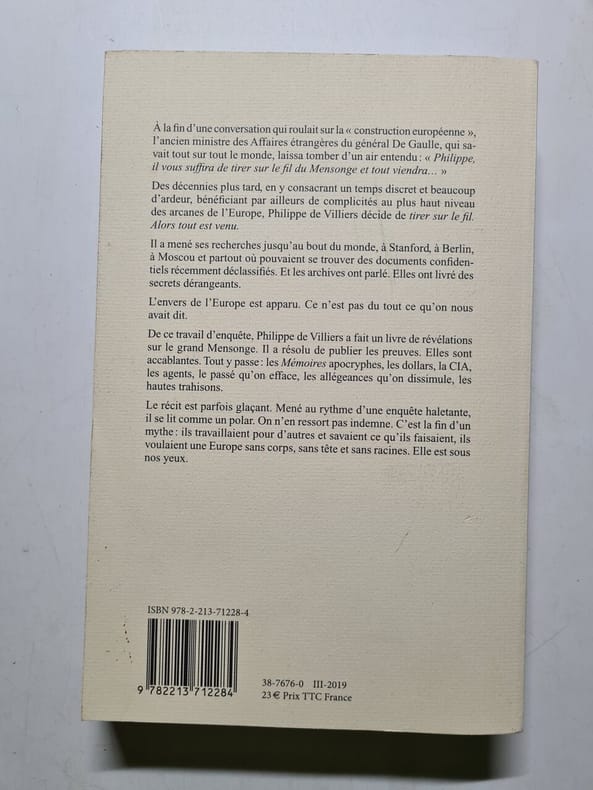 À la fin d'une conversation qui roulait sur la « construction européenne »,
l'ancien ministre des Affaires étrangères du général De Gaulle, qui sa-
vait tout sur tout le monde, laissa tomber d'un air entendu : « Philippe,
il vous suffira de tirer sur le fil du Mensonge et tout viendra… »
Des décennies plus tard, en y consacrant un temps discret et beaucoup
d'ardeur, bénéficiant par ailleurs de complicités au plus haut niveau
des arcanes de l'Europe, Philippe de Villiers décide de tirer sur le fil.
Alors tout est venu.
Il a mené ses recherches jusqu'au bout du monde, à Stanford, à Berlin,
à Moscou et partout où pouvaient se trouver des documents confiden-
tiels récemment déclassifiés. Et les archives ont parlé. Elles ont livré des
secrets dérangeants.
L'envers de l'Europe est apparu. Ce n'est pas du tout ce qu'on nous
avait dit.
De ce travail d'enquête, Philippe de Villiers a fait un livre de révélations
sur le grand Mensonge. Il a résolu de publier les preuves. Elles sont
accablantes. Tout y passe : les Mémoires apocryphes, les dollars, la CIA,
les agents, le passé qu'on efface, les allégeances qu'on dissimule, les
hautes trahisons.
Le récit est parfois glaçant. Mené au rythme d'une enquête haletante,
il se lit comme un polar. On n'en ressort pas indemne. C'est la fin d'un
mythe : ils travaillaient pour d'autres et savaient ce qu'ils faisaient, ils
voulaient une Europe sans corps, sans tête et sans racines. Elle est sous
nos yeux.
ISBN 978-2-213-71228-4
9 782213 712284
38-7676-0 III-2019
23 € Prix TTC France